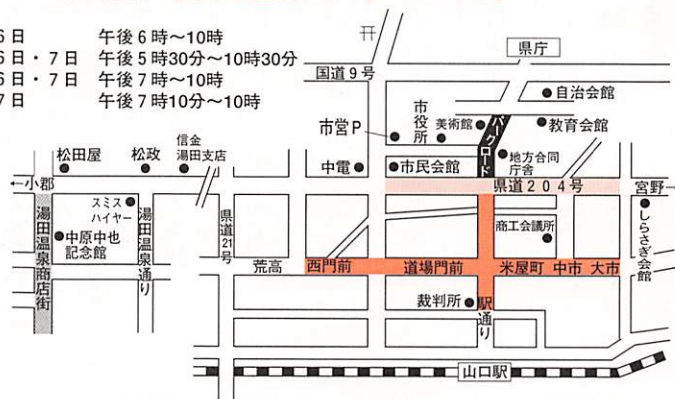 6日 午後6時～10時
6日・7日 午後5時30分～10時30分
6日・7日 午後7時～10時
7日 午後7時10分～10時
県庁
国道9号
自治会館
市役所
美術館
教育会館
市営P
パークロード
信金
湯田支店
松田屋
松政
中電
市民会館
地方合同
庁舎
←小郡
県道204号
宮野→
スミス
ハイヤー
中原中也
記念館
湯田温泉商店街
湯田温泉通り
県道21号
商工会議所
しらさぎ会館
荒高
西門前
道場門前
米屋町
中市
大市
裁判所
駅通り
山口駅